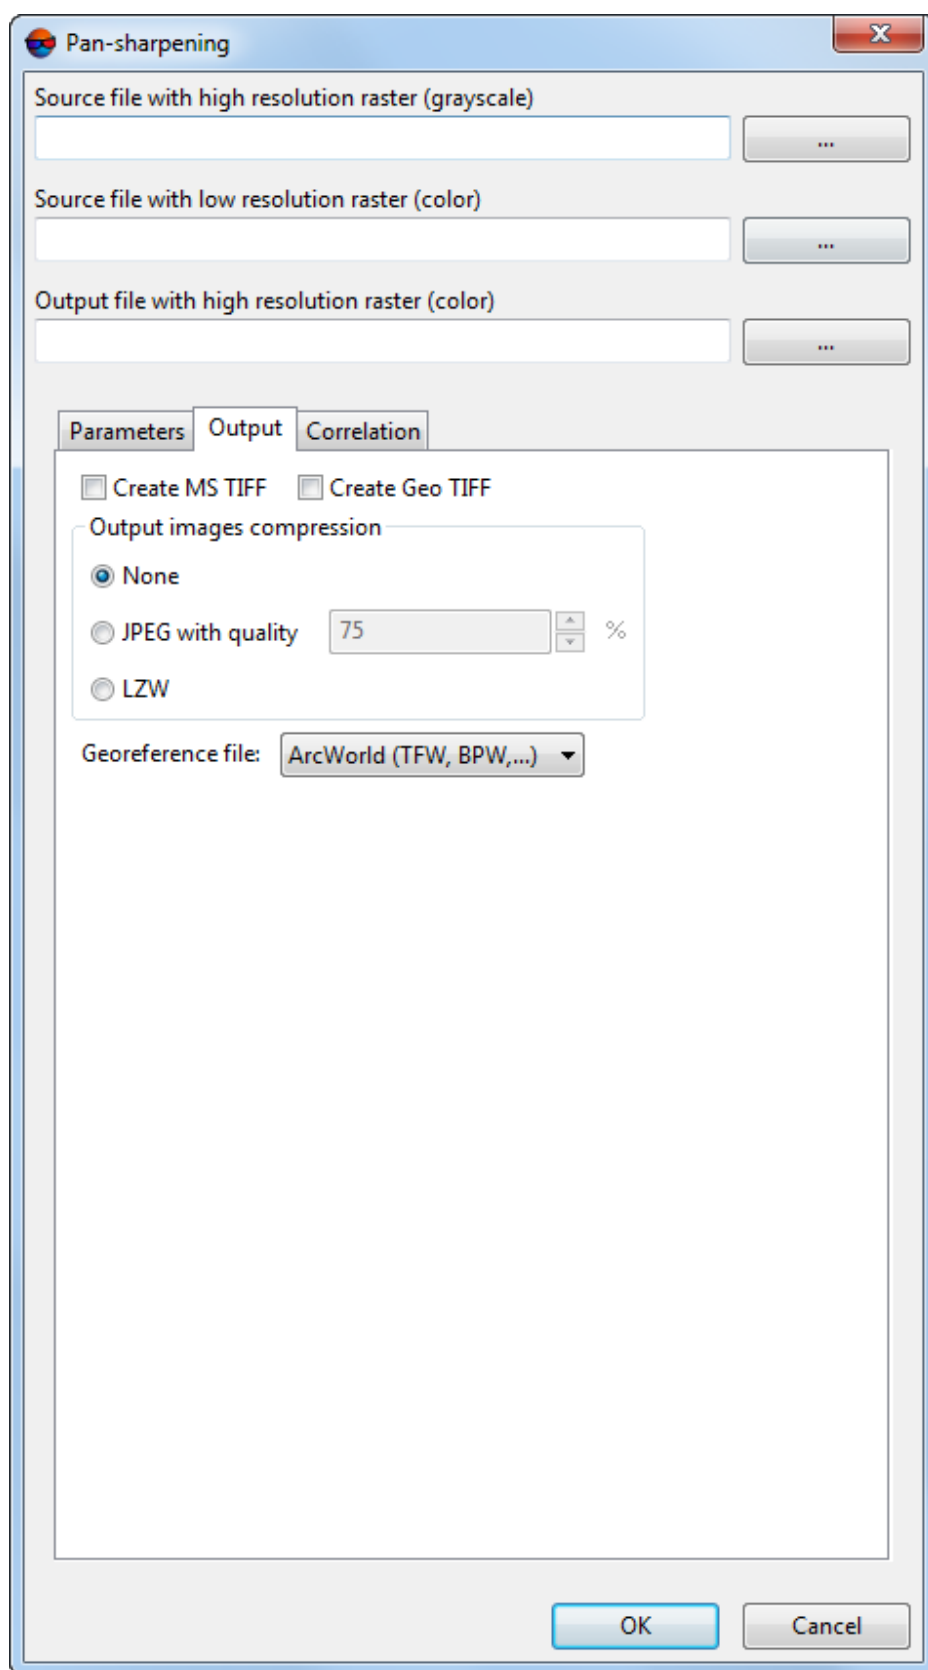 Pan-sharpening
Source file with high resolution raster (grayscale)
...
Source file with low resolution raster (color)
...
Output file with high resolution raster (color)
...
Parameters Output Correlation
Create MS TIFF Create Geo TIFF
Output images compression
None
JPEG with quality 75 %
LZW
Georeference file: ArcWorld (TFW, BPW,...)
OK Cancel